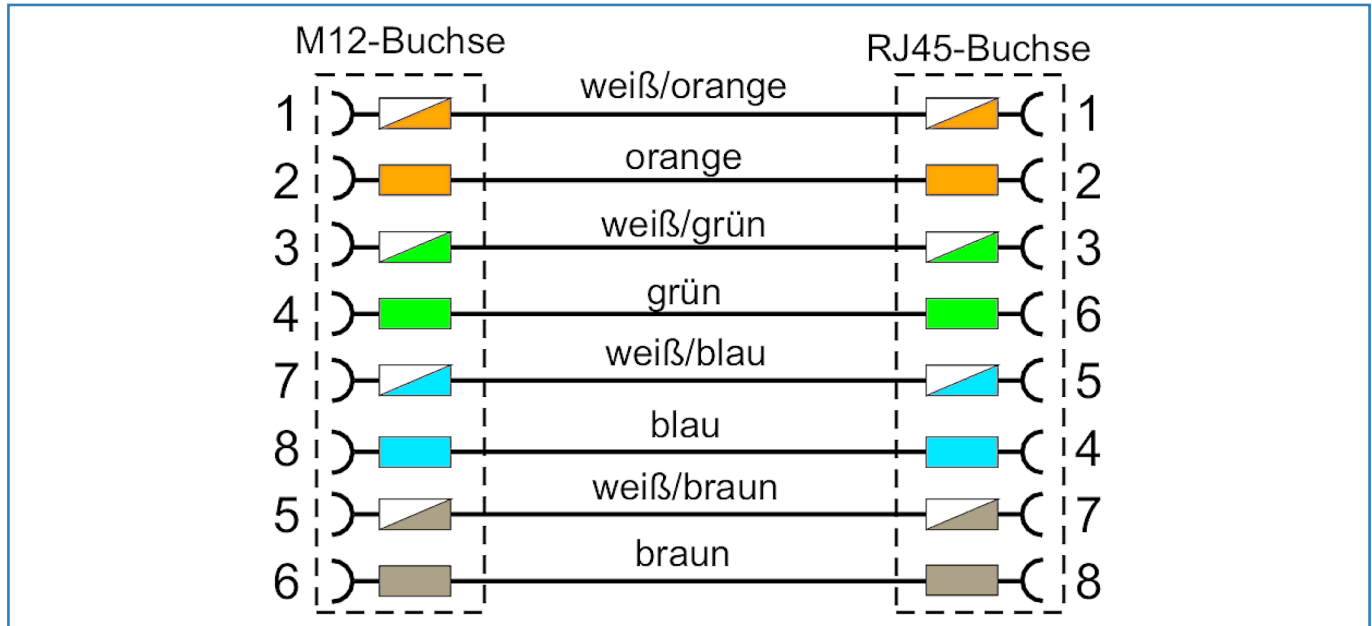 M12-Buchse RJ45-Buchse
1 weiß/orange 1
2 orange 2
3 weiß/grün 3
4 grün 6
7 weiß/blau 5
8 blau 4
5 weiß/braun 7
6 braun 8